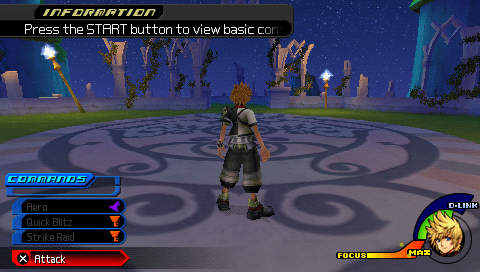 INFORMATION
Press the START button to view basic con
COMMANDS
Aero
Quick Blitz
Strike Raid
Attack
D-LINK
FOCUS
MAX